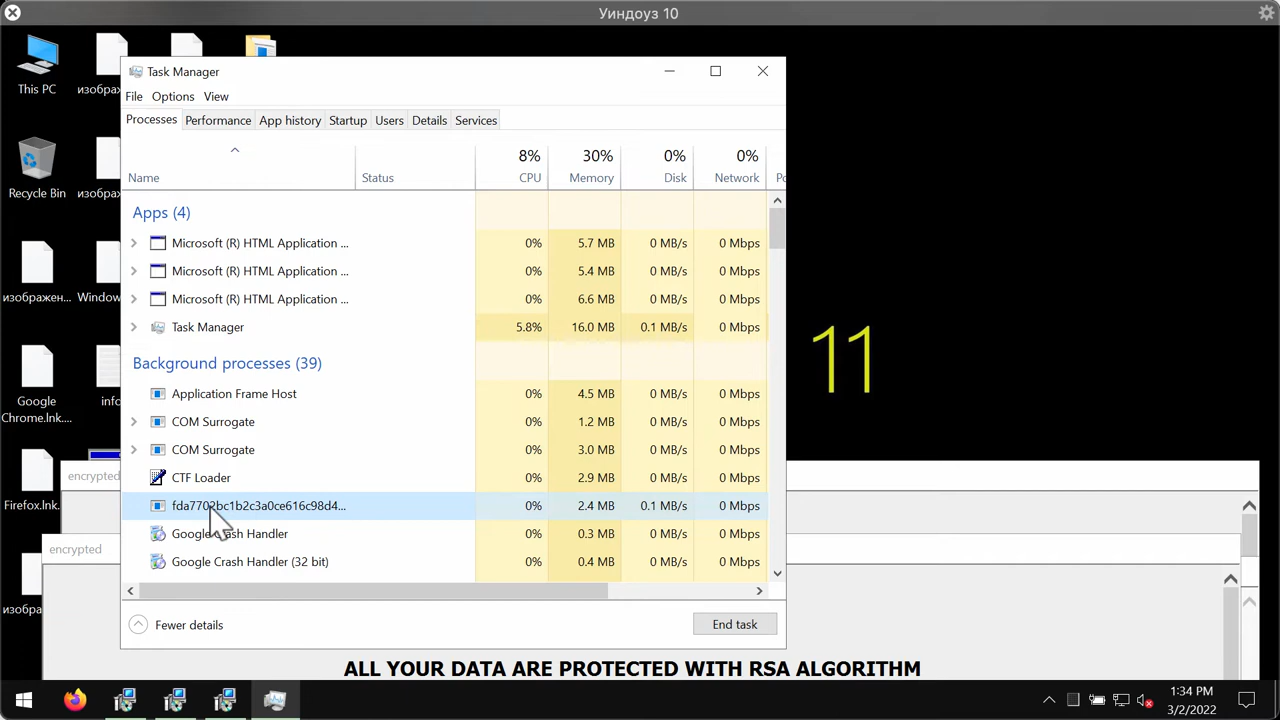 Уиндоуз 10
This PC
изображ
изображен...
Task Manager
File Options View
Processes Performance App history Startup Users Details Services
8% 30% 0% 0%
Name Status CPU Memory Disk Network
Apps (4)
Microsoft (R) HTML Application ... 0% 5.7 MB 0 MB/s 0 Mbps
Microsoft (R) HTML Application ... 0% 5.4 MB 0 MB/s 0 Mbps
Microsoft (R) HTML Application ... 0% 6.6 MB 0 MB/s 0 Mbps
Task Manager 5.8% 16.0 MB 0.1 MB/s 0 Mbps
Background processes (39)
Application Frame Host 0% 4.5 MB 0 MB/s 0 Mbps
COM Surrogate 0% 1.2 MB 0 MB/s 0 Mbps
COM Surrogate 0% 3.0 MB 0 MB/s 0 Mbps
CTF Loader 0% 2.9 MB 0 MB/s 0 Mbps
fda7702bc1b2c3a0ce616c98d4... 0% 2.4 MB 0.1 MB/s 0 Mbps
Google Crash Handler 0% 0.3 MB 0 MB/s 0 Mbps
Google Crash Handler (32 bit) 0% 0.4 MB 0 MB/s 0 Mbps
Fewer details End task
Recycle Bin
Window
Google
Chrome.lnk....
info
Firefox.lnk.
11
encrypted
encrypted
ALL YOUR DATA ARE PROTECTED WITH RSA ALGORITHM
1:34 PM
3/2/2022